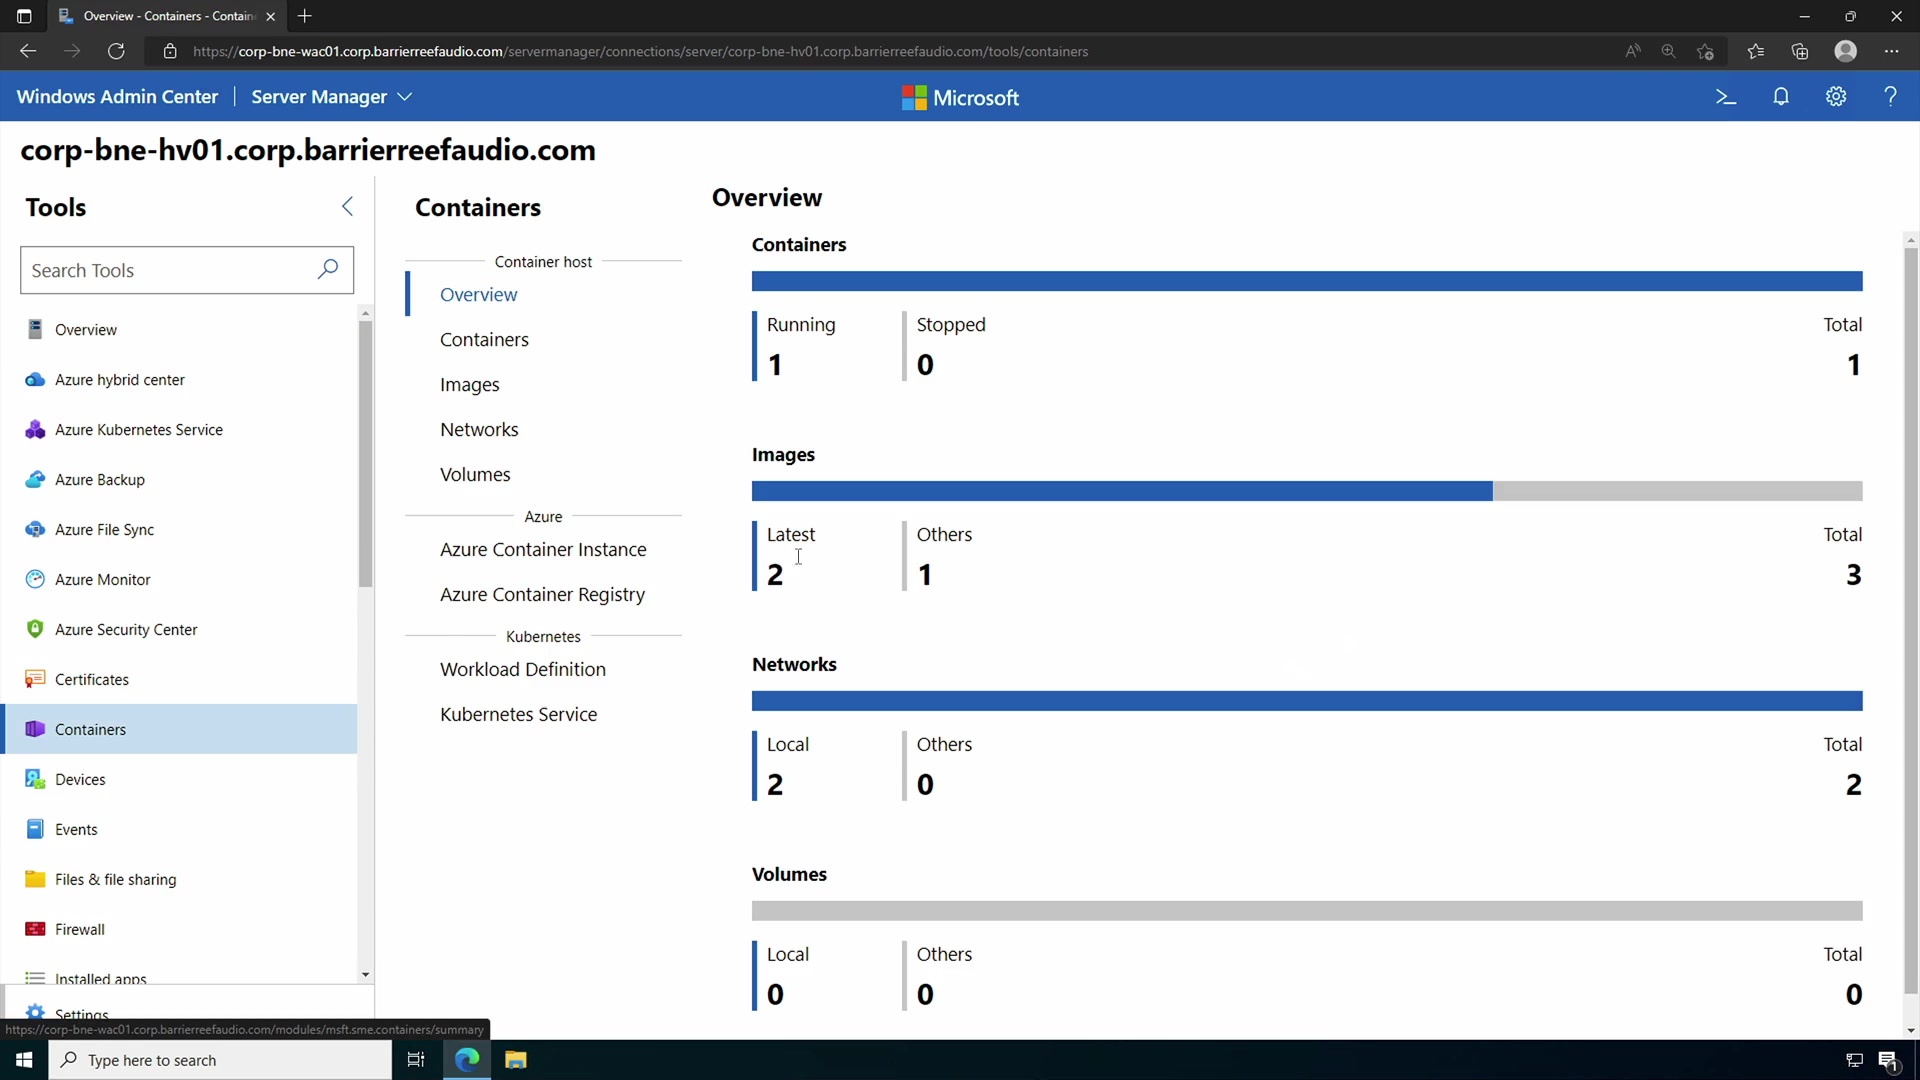 Overview - Containers - Contain
https://corp-bne-wac01.corp.barrierreefaudio.com/servermanager/connections/server/corp-bne-hv01.corp.barrierreefaudio.com/tools/containers
Windows Admin Center
Server Manager
Microsoft
corp-bne-hv01.corp.barrierreefaudio.com
Tools
Search Tools
Overview
Azure hybrid center
Azure Kubernetes Service
Azure Backup
Azure File Sync
Azure Monitor
Azure Security Center
Certificates
Containers
Devices
Events
Files & file sharing
Firewall
Installed apps
Settings
Containers
Container host
Overview
Containers
Images
Networks
Volumes
Azure
Azure Container Instance
Azure Container Registry
Kubernetes
Workload Definition
Kubernetes Service
Overview
Containers
Running Stopped Total
1 0 1
Images
Latest Others Total
2 1 3
Networks
Local Others Total
2 0 2
Volumes
Local Others Total
0 0 0
https://corp-bne-wac01.corp.barrierreefaudio.com/modules/msft.sme.containers/summary
Type here to search
1